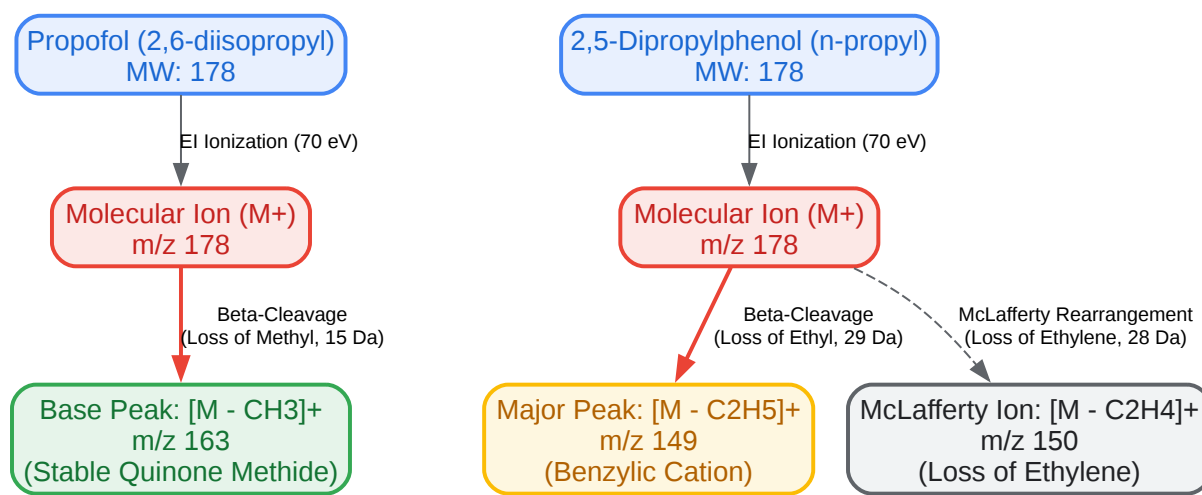 Propofol (2,6-diisopropyl)
MW: 178
EI Ionization (70 eV)
Molecular Ion (M+)
m/z 178
Beta-Cleavage
(Loss of Methyl, 15 Da)
Base Peak: [M - CH3]+
m/z 163
(Stable Quinone Methide)
2,5-Dipropylphenol (n-propyl)
MW: 178
EI Ionization (70 eV)
Molecular Ion (M+)
m/z 178
Beta-Cleavage
(Loss of Ethyl, 29 Da)
McLafferty Rearrangement
(Loss of Ethylene, 28 Da)
Major Peak: [M - C2H5]+
m/z 149
(Benzylic Cation)
McLafferty Ion: [M - C2H4]+
m/z 150
(Loss of Ethylene)